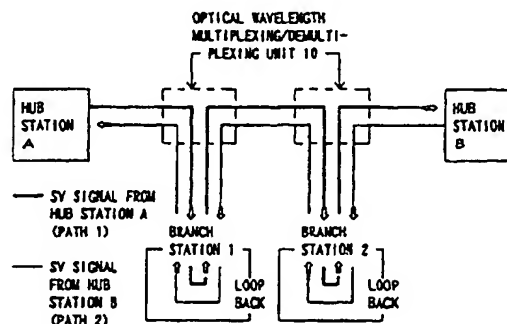 OPTICAL WAVELENGTH
MULTIPLEXING/DEMULTI-
PLEXING UNIT 10
HUB
STATION
A
HUB
STATION
B
SV SIGNAL FROM
HUB STATION A
(PATH 1)
SV SIGNAL
FROM HUB
STATION B
(PATH 2)
BRANCH
STATION 1
LOOP
BACK
BRANCH
STATION 2
LOOP
BACK